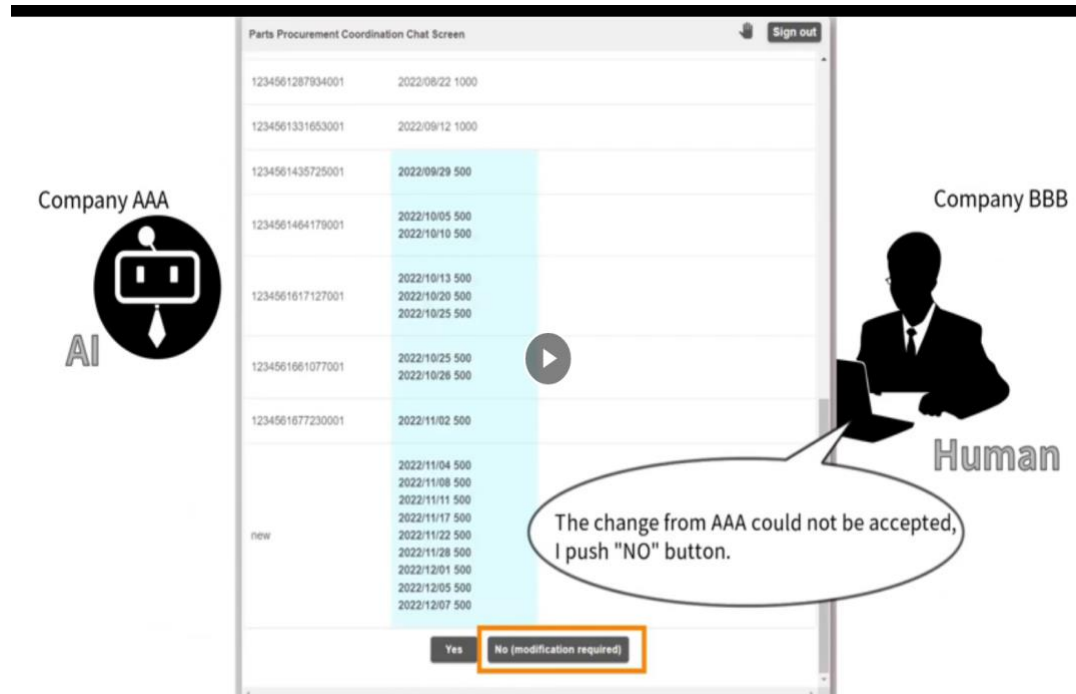 Parts Procurement Coordination Chat Screen
Sign out
1234561287934001 2022/08/22 1000
1234561331653001 2022/09/12 1000
1234561435725001 2022/09/29 500
1234561464179001 2022/10/05 500
2022/10/10 500
1234561617127001 2022/10/13 500
2022/10/20 500
2022/10/25 500
1234561661077001 2022/10/25 500
2022/10/26 500
1234561677230001 2022/11/02 500
new 2022/11/04 500
2022/11/08 500
2022/11/11 500
2022/11/17 500
2022/11/22 500
2022/11/28 500
2022/12/01 500
2022/12/05 500
2022/12/07 500
Yes
No (modification required)
Company AAA
AI
Company BBB
Human
The change from AAA could not be accepted,
I push "NO" button.